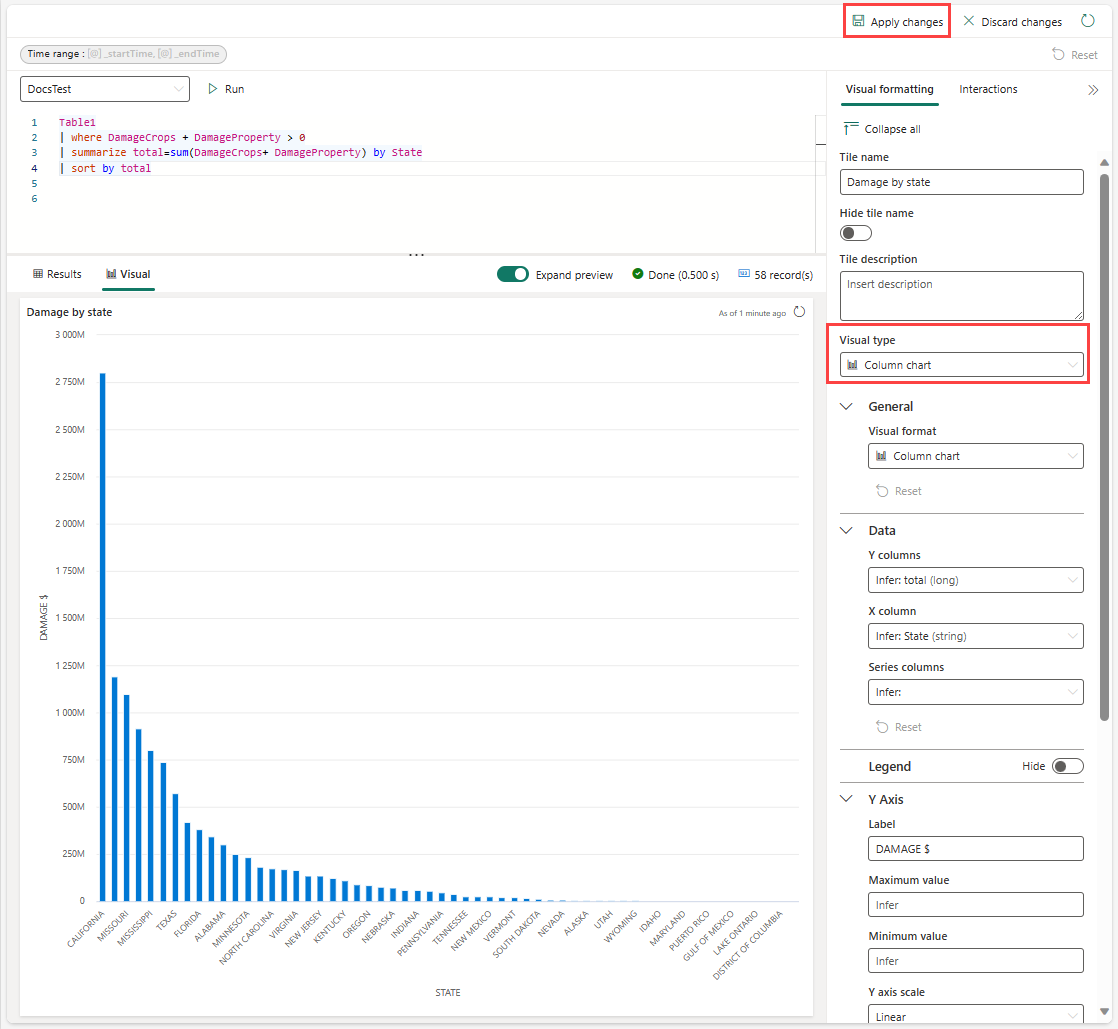 Apply changes
Discard changes
Time range : [@] _startTime, [@] _endTime
Reset
DocsTest
Run
1 Table1
2 | where DamageCrops + DamageProperty > 0
3 | summarize total=sum(DamageCrops+ DamageProperty) by State
4 | sort by total
5
6
Results
Visual
Expand preview
Done (0.500 s)
58 record(s)
Damage by state
As of 1 minute ago
3 000M
2 750M
2 500M
2 250M
2 000M
1 750M
1 500M
1 250M
1 000M
750M
500M
250M
0
DAMAGE $
CALIFORNIA
MISSOURI
MISSISSIPPI
TEXAS
FLORIDA
ALABAMA
MINNESOTA
NORTH CAROLINA
VIRGINIA
NEW JERSEY
KENTUCKY
OREGON
NEBRASKA
INDIANA
PENNSYLVANIA
TENNESSEE
NEW MEXICO
VERMONT
SOUTH DAKOTA
NEVADA
ALASKA
UTAH
WYOMING
IDAHO
MARYLAND
PUERTO RICO
GULF OF MEXICO
LAKE ONTARIO
DISTRICT OF COLUMBIA
STATE
Visual formatting
Interactions
Collapse all
Tile name
Damage by state
Hide tile name
Tile description
Insert description
Visual type
Column chart
General
Visual format
Column chart
Reset
Data
Y columns
Infer: total (long)
X column
Infer: State (string)
Series columns
Infer:
Reset
Legend
Hide
Y Axis
Label
DAMAGE $
Maximum value
Infer
Minimum value
Infer
Y axis scale
Linear